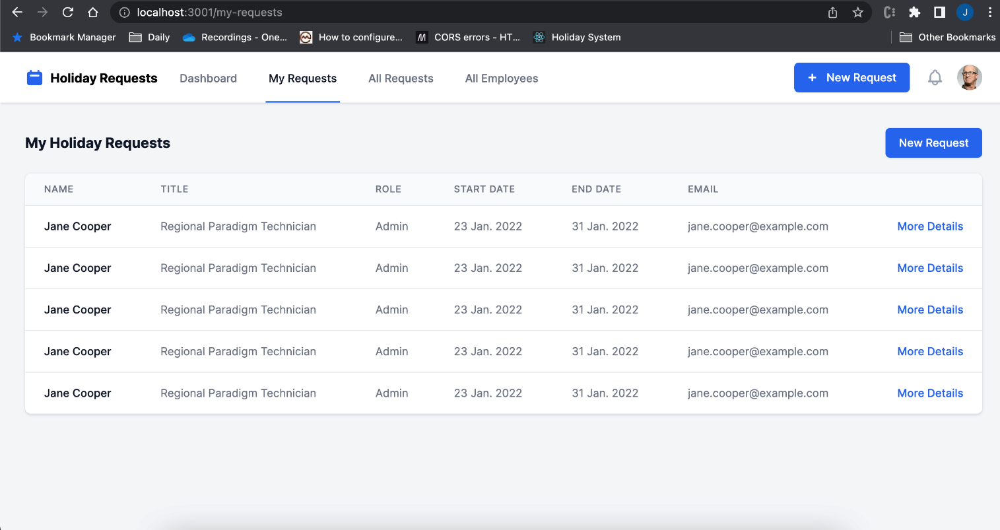 localhost:3001/my-requests
J
Bookmark Manager Daily Recordings - One... How to configure... CORS errors - HT... Holiday System Other Bookmarks
Holiday Requests Dashboard My Requests All Requests All Employees + New Request
My Holiday Requests New Request
NAME TITLE ROLE START DATE END DATE EMAIL
Jane Cooper Regional Paradigm Technician Admin 23 Jan. 2022 31 Jan. 2022 jane.cooper@example.com More Details
Jane Cooper Regional Paradigm Technician Admin 23 Jan. 2022 31 Jan. 2022 jane.cooper@example.com More Details
Jane Cooper Regional Paradigm Technician Admin 23 Jan. 2022 31 Jan. 2022 jane.cooper@example.com More Details
Jane Cooper Regional Paradigm Technician Admin 23 Jan. 2022 31 Jan. 2022 jane.cooper@example.com More Details
Jane Cooper Regional Paradigm Technician Admin 23 Jan. 2022 31 Jan. 2022 jane.cooper@example.com More Details